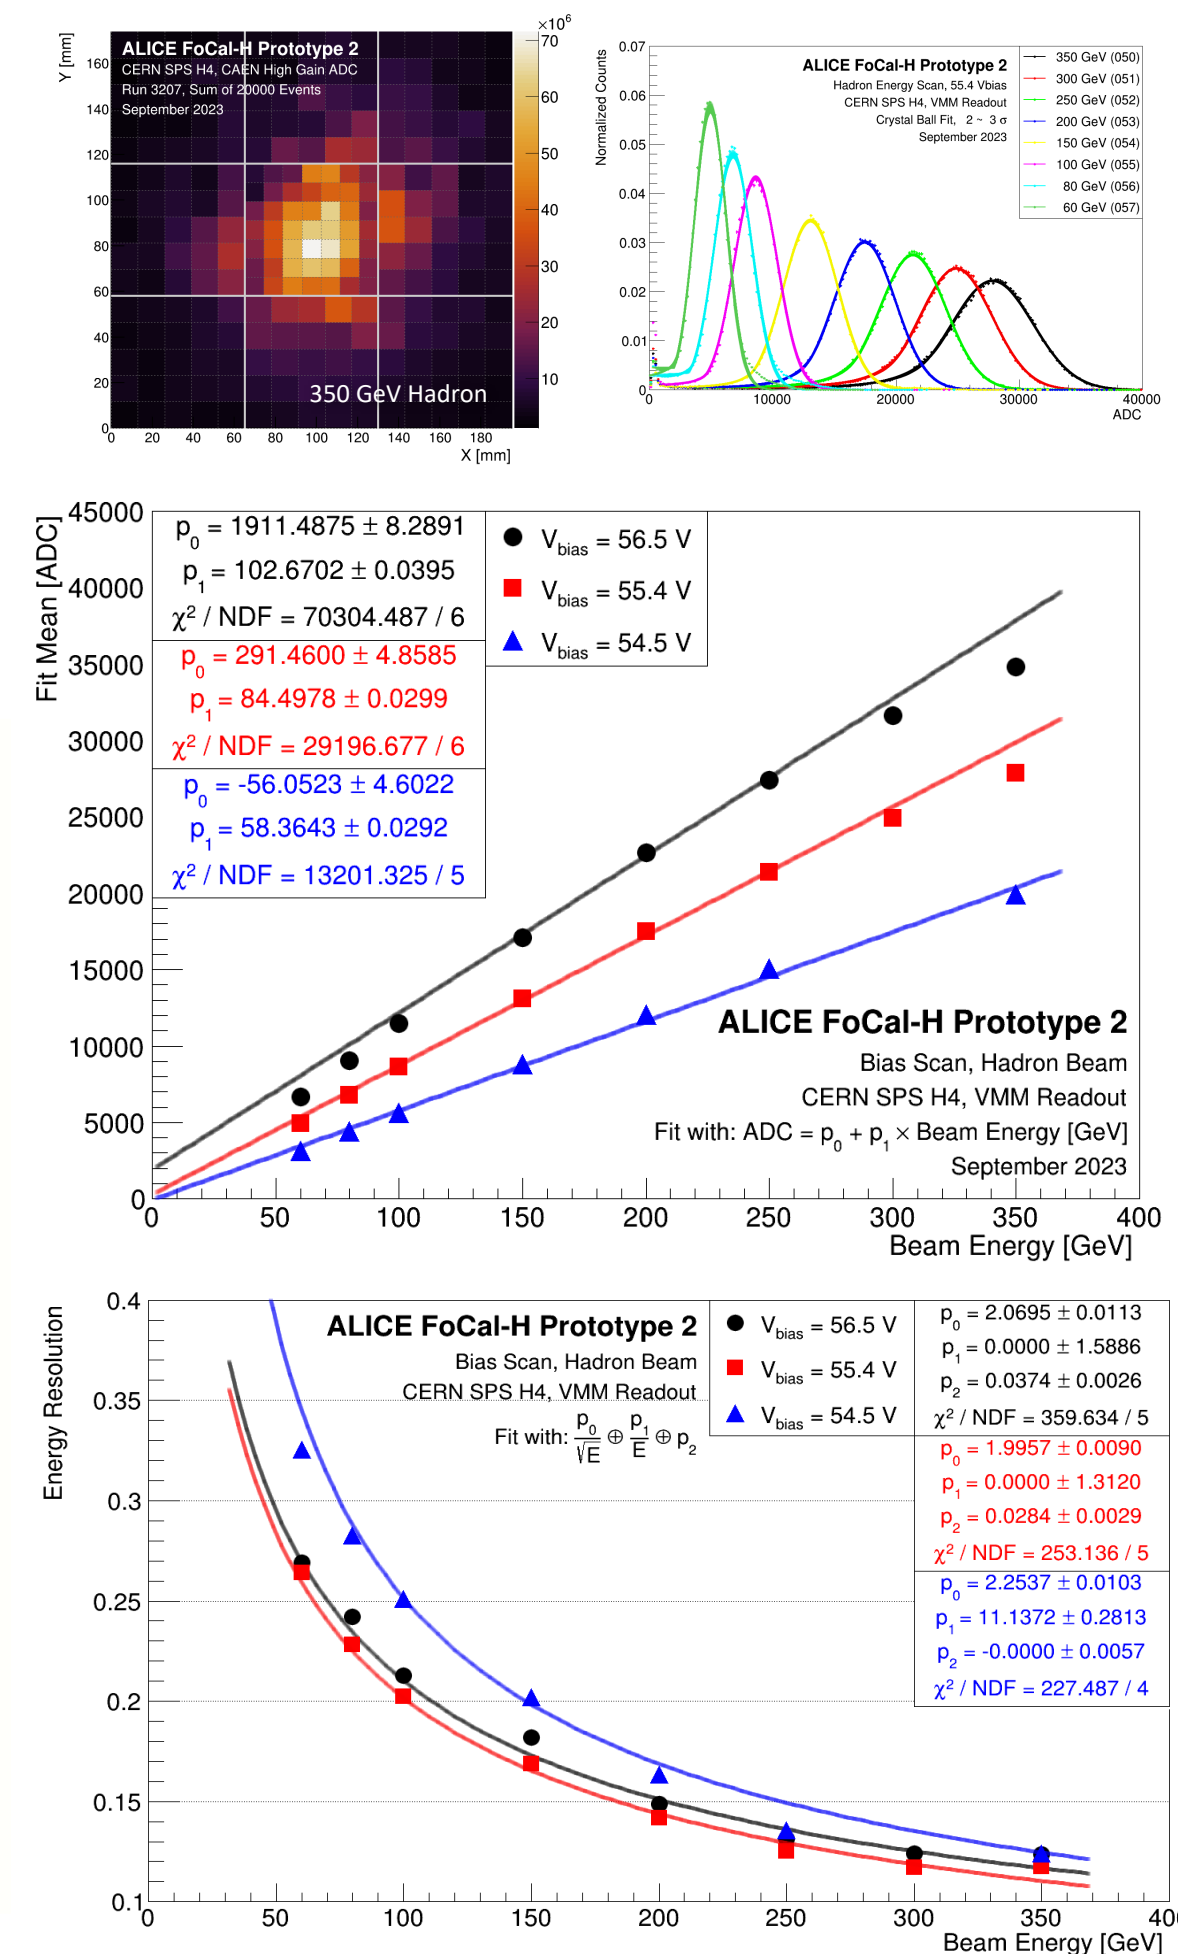 ×10⁶
Y [mm]
ALICE FoCal-H Prototype 2
CERN SPS H4, CAEN High Gain ADC
Run 3207, Sum of 20000 Events
September 2023
350 GeV Hadron
160
140
120
100
80
60
40
20
0
0 20 40 60 80 100 120 140 160 180
X [mm]
70
60
50
40
30
20
10
Normalized Counts
0.07
0.06
0.05
0.04
0.03
0.02
0.01
0
ALICE FoCal-H Prototype 2
Hadron Energy Scan, 55.4 Vbias
CERN SPS H4, VMM Readout
Crystal Ball Fit, 2 ~ 3 σ
September 2023
350 GeV (050)
300 GeV (051)
250 GeV (052)
200 GeV (053)
150 GeV (054)
100 GeV (055)
80 GeV (056)
60 GeV (057)
0 10000 20000 30000 40000
ADC
Fit Mean [ADC]
45000
40000
35000
30000
25000
20000
15000
10000
5000
0
p₀ = 1911.4875 ± 8.2891
p₁ = 102.6702 ± 0.0395
χ² / NDF = 70304.487 / 6
p₀ = 291.4600 ± 4.8585
p₁ = 84.4978 ± 0.0299
χ² / NDF = 29196.677 / 6
p₀ = -56.0523 ± 4.6022
p₁ = 58.3643 ± 0.0292
χ² / NDF = 13201.325 / 5
V_bias = 56.5 V
V_bias = 55.4 V
V_bias = 54.5 V
ALICE FoCal-H Prototype 2
Bias Scan, Hadron Beam
CERN SPS H4, VMM Readout
Fit with: ADC = p₀ + p₁ × Beam Energy [GeV]
September 2023
0 50 100 150 200 250 300 350 400
Beam Energy [GeV]
Energy Resolution
0.4
0.35
0.3
0.25
0.2
0.15
0.1
ALICE FoCal-H Prototype 2
Bias Scan, Hadron Beam
CERN SPS H4, VMM Readout
Fit with: p₀/√E ⊕ p₁/E ⊕ p₂
V_bias = 56.5 V
V_bias = 55.4 V
V_bias = 54.5 V
p₀ = 2.0695 ± 0.0113
p₁ = 0.0000 ± 1.5886
p₂ = 0.0374 ± 0.0026
χ² / NDF = 359.634 / 5
p₀ = 1.9957 ± 0.0090
p₁ = 0.0000 ± 1.3120
p₂ = 0.0284 ± 0.0029
χ² / NDF = 253.136 / 5
p₀ = 2.2537 ± 0.0103
p₁ = 11.1372 ± 0.2813
p₂ = -0.0000 ± 0.0057
χ² / NDF = 227.487 / 4
0 50 100 150 200 250 300 350
Beam Energy [GeV]